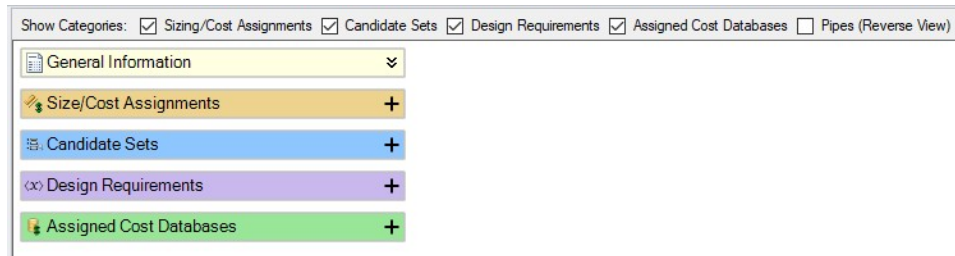 Show Categories: Sizing/Cost Assignments Candidate Sets Design Requirements Assigned Cost Databases Pipes (Reverse View)
General Information
Size/Cost Assignments
Candidate Sets
<x> Design Requirements
Assigned Cost Databases